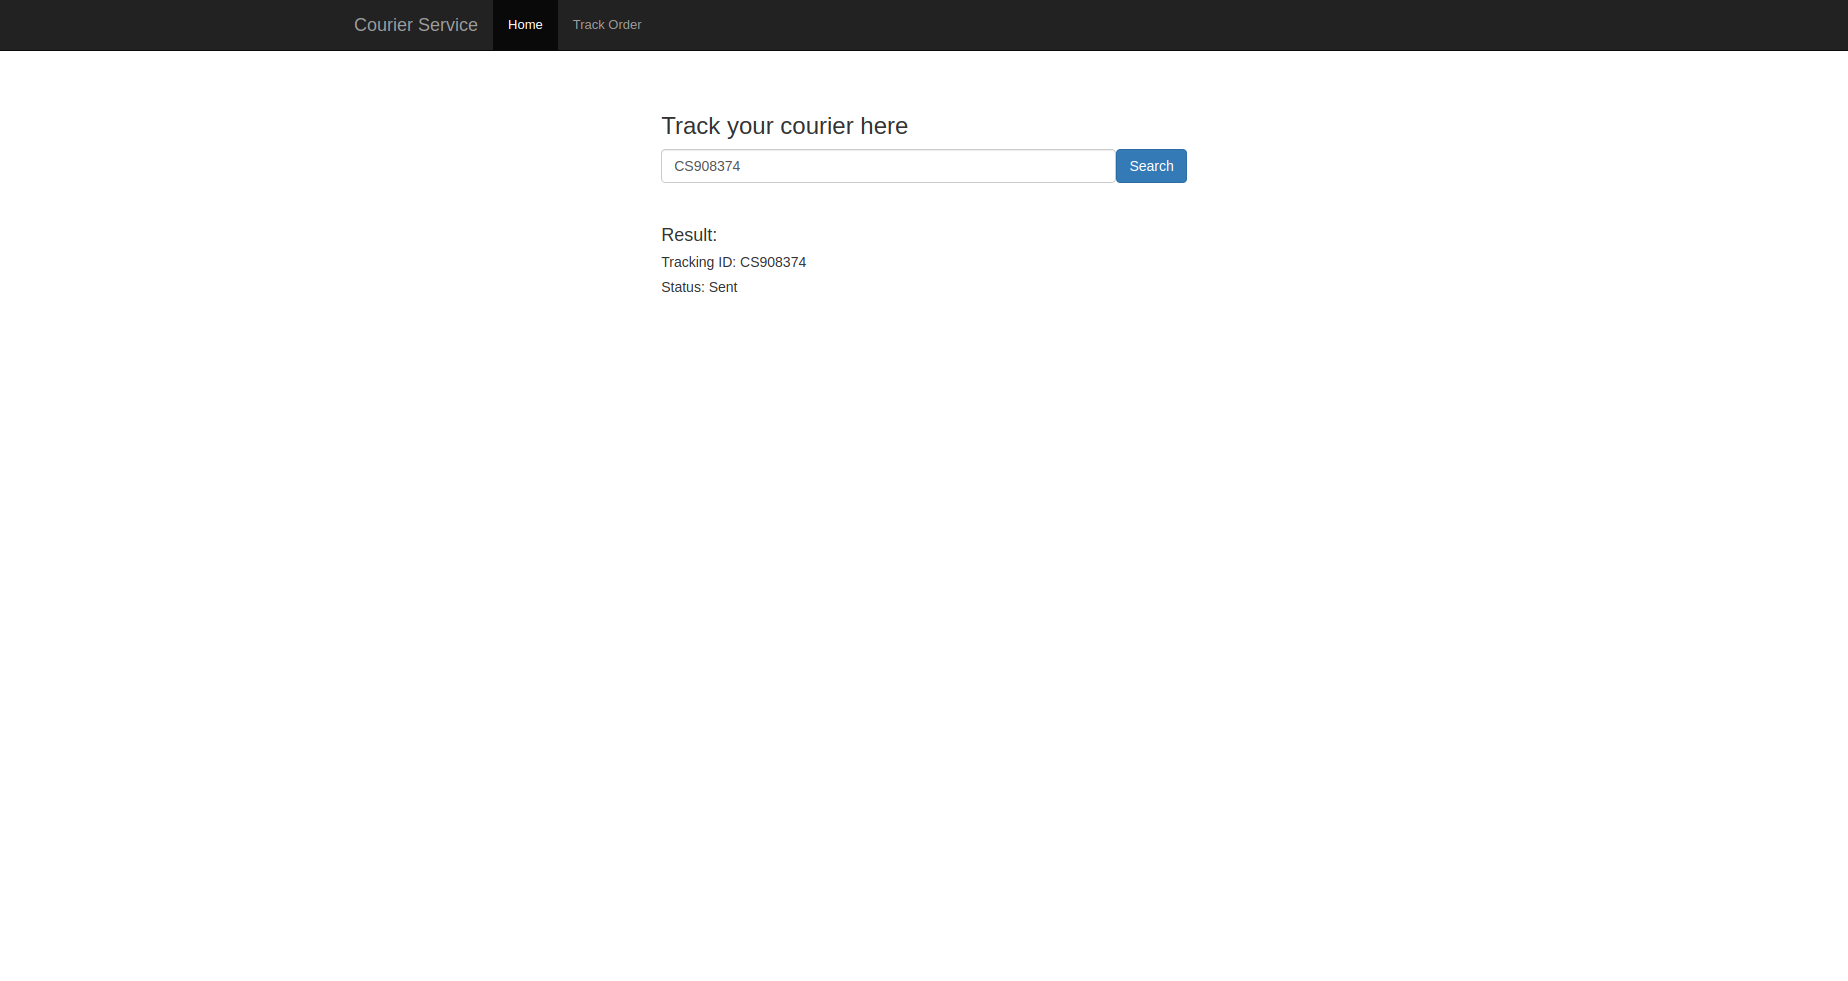 Courier Service Home Track Order
Track your courier here
CS908374 Search
Result:
Tracking ID: CS908374
Status: Sent